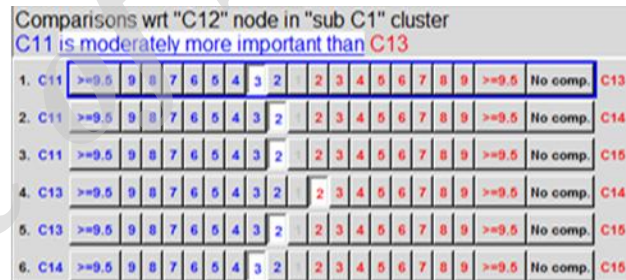 Comparisons wrt "C12" node in "sub C1" cluster
C11 is moderately more important than C13
1. C11 >=9.5 9 8 7 6 5 4 3 2 1 2 3 4 5 6 7 8 9 >=9.5 No comp. C13
2. C11 >=9.5 9 8 7 6 5 4 3 2 1 2 3 4 5 6 7 8 9 >=9.5 No comp. C14
3. C11 >=9.5 9 8 7 6 5 4 3 2 1 2 3 4 5 6 7 8 9 >=9.5 No comp. C15
4. C13 >=9.5 9 8 7 6 5 4 3 2 1 2 3 4 5 6 7 8 9 >=9.5 No comp. C14
5. C13 >=9.5 9 8 7 6 5 4 3 2 1 2 3 4 5 6 7 8 9 >=9.5 No comp. C15
6. C14 >=9.5 9 8 7 6 5 4 3 2 1 2 3 4 5 6 7 8 9 >=9.5 No comp. C15